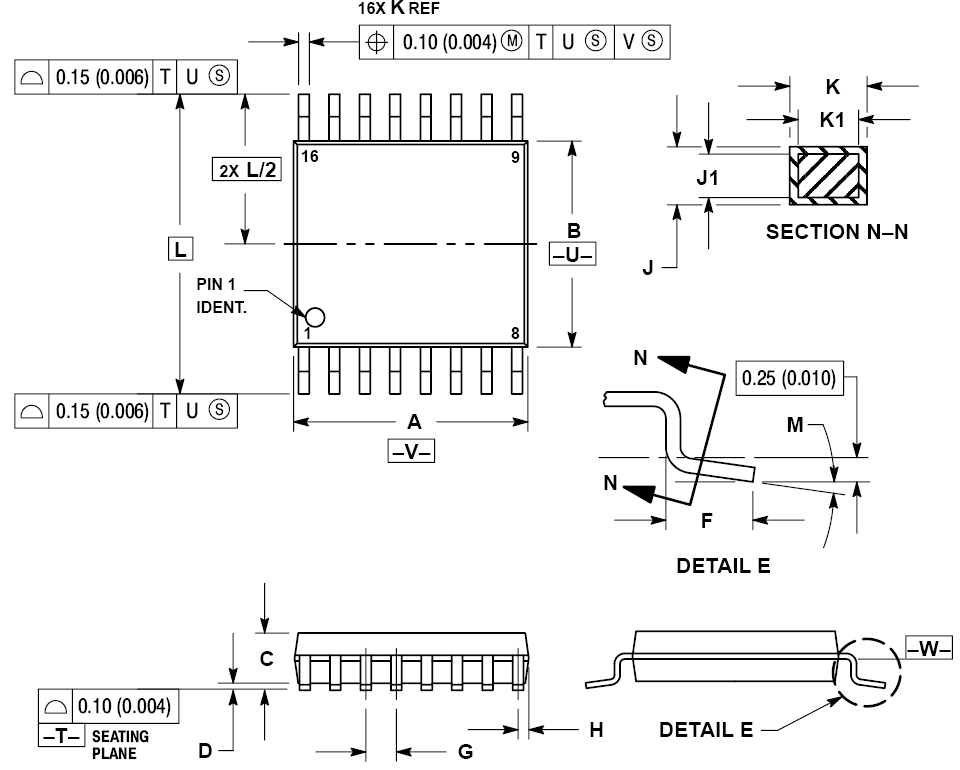 16X K REF
0.10 (0.004) Ⓜ T U Ⓢ V Ⓢ
0.15 (0.006) T U Ⓢ
K
K1
16
9
2X L/2
J1
SECTION N–N
B
–U–
L
J
PIN 1
IDENT.
1
8
N
0.25 (0.010)
0.15 (0.006) T U Ⓢ
A
–V–
M
N
F
DETAIL E
C
–W–
0.10 (0.004)
–T– SEATING
PLANE
D
G
H
DETAIL E